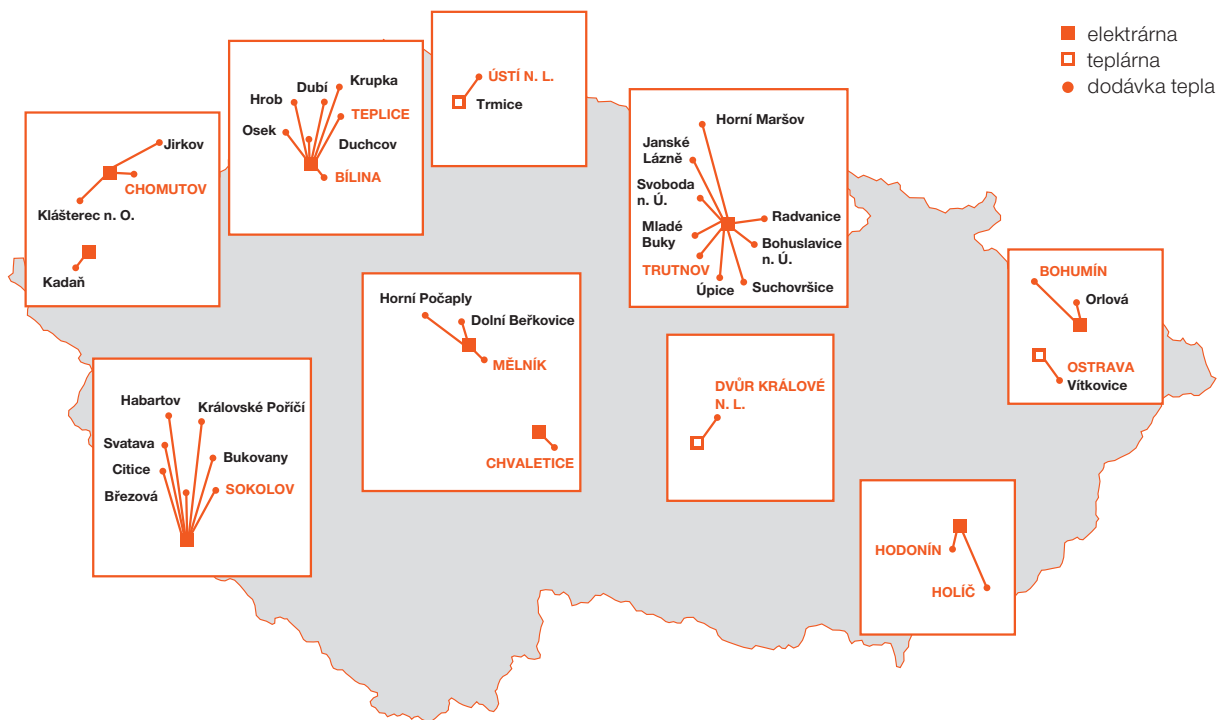 elektrárna
teplárna
dodávka tepla
ÚSTÍ N. L.
Trmice
Krupka
Dubí
Hrob
TEPLICE
Osek
Duchcov
BÍLINA
Jirkov
CHOMUTOV
Klášterec n. O.
Kadaň
Horní Maršov
Janské
Lázně
Svoboda
n. Ú.
Mladé
Buky
TRUTNOV
Úpice
Suchovršice
Bohuslavice
n. Ú.
Radvanice
Horní Počaply
Dolní Beřkovice
MĚLNÍK
CHVALETICE
DVŮR KRÁLOVÉ
N. L.
BOHUMÍN
Orlová
OSTRAVA
Vítkovice
Habartov
Královské Poříčí
Svatava
Bukovany
Citice
Březová
SOKOLOV
HODONÍN
HOLÍČ